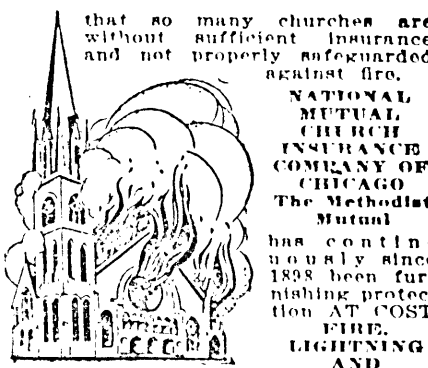 that so many churches are
without sufficient insurance
and not properly safeguarded
against fire.
NATIONAL
MUTUAL
CHURCH
INSURANCE
COMPANY OF
CHICAGO
The Methodist
Mutual
has contin-
uously since
1898 been fur-
nishing protec-
tion AT COST
FIRE,
LIGHTNING
AND